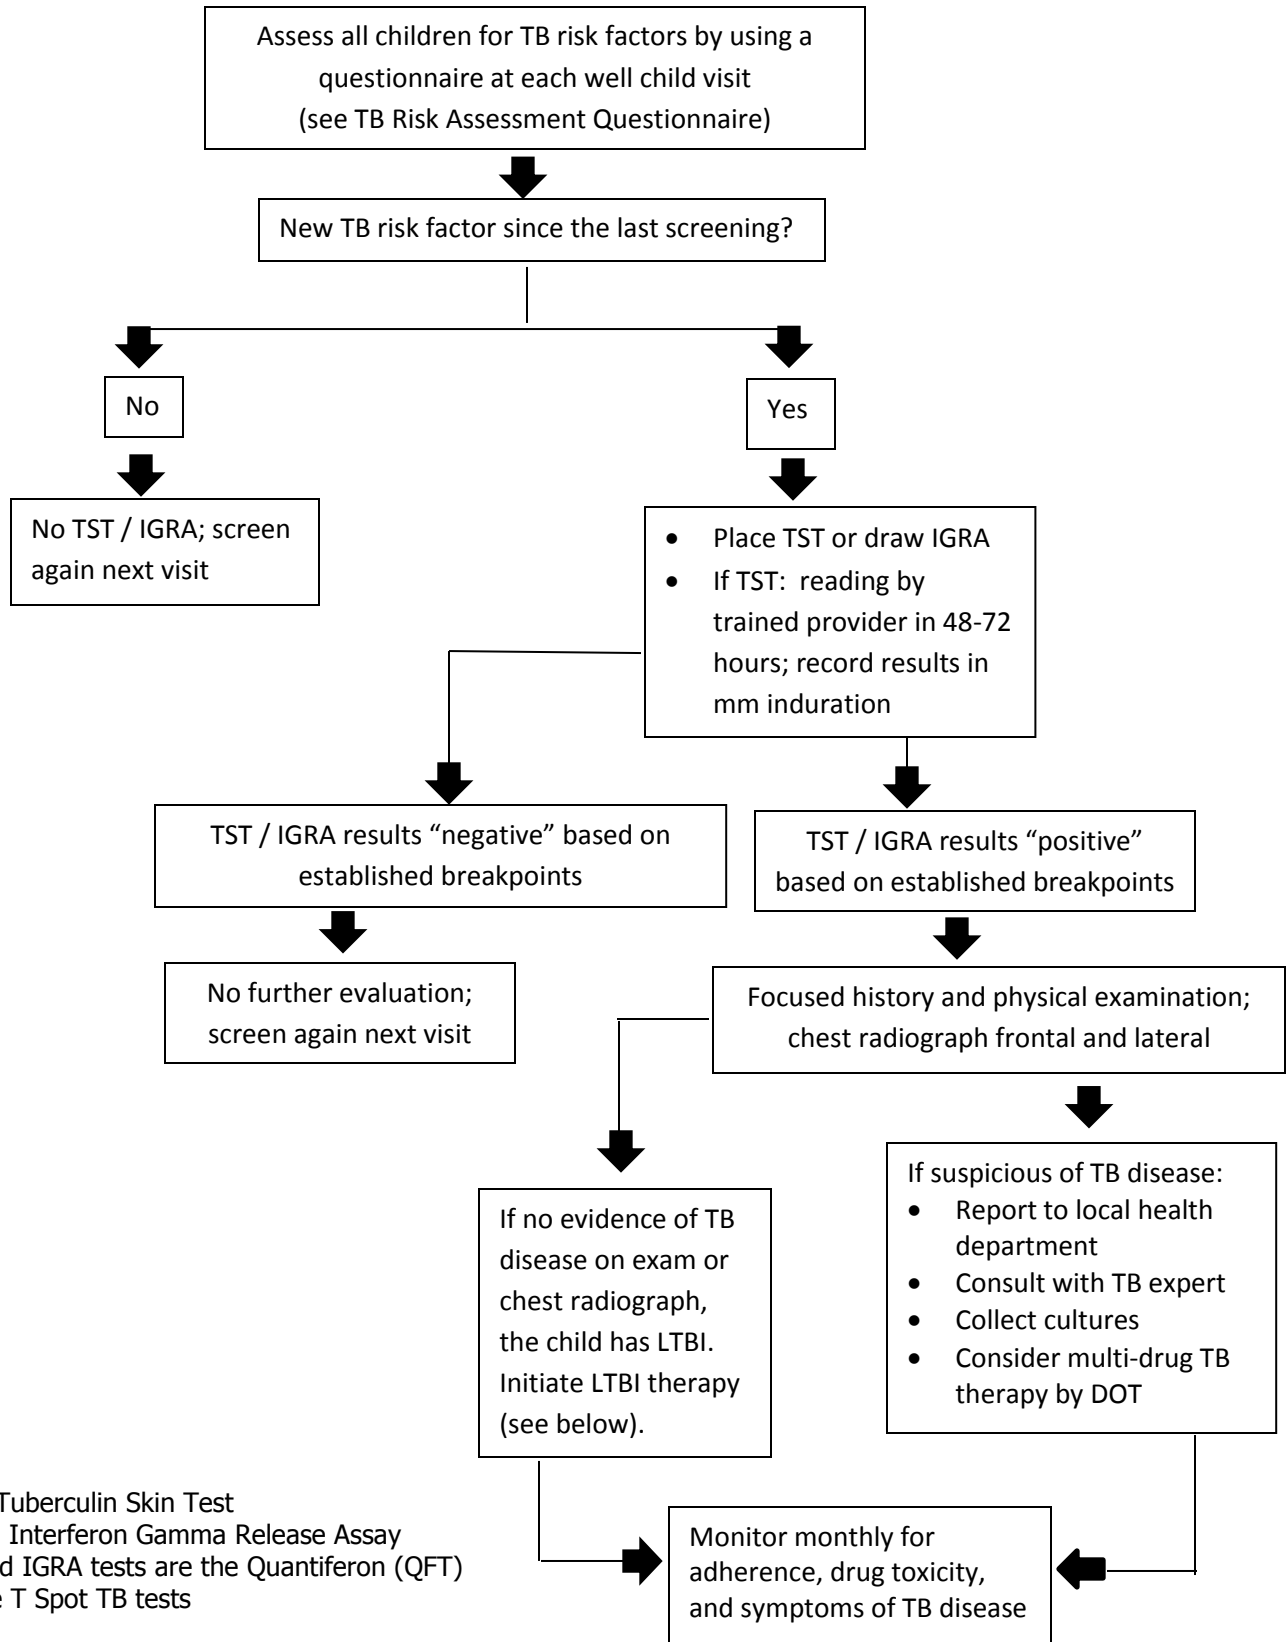 Assess all children for TB risk factors by using a
questionnaire at each well child visit
(see TB Risk Assessment Questionnaire)
New TB risk factor since the last screening?
No
Yes
No TST / IGRA; screen
again next visit
• Place TST or draw IGRA
• If TST: reading by
trained provider in 48-72
hours; record results in
mm induration
TST / IGRA results “negative” based on
established breakpoints
TST / IGRA results “positive”
based on established breakpoints
No further evaluation;
screen again next visit
Focused history and physical examination;
chest radiograph frontal and lateral
If no evidence of TB
disease on exam or
chest radiograph,
the child has LTBI.
Initiate LTBI therapy
(see below).
If suspicious of TB disease:
• Report to local health
department
• Consult with TB expert
• Collect cultures
• Consider multi-drug TB
therapy by DOT
Monitor monthly for
adherence, drug toxicity,
and symptoms of TB disease
Tuberculin Skin Test
Interferon Gamma Release Assay
IGRA tests are the Quantiferon (QFT)
T Spot TB tests